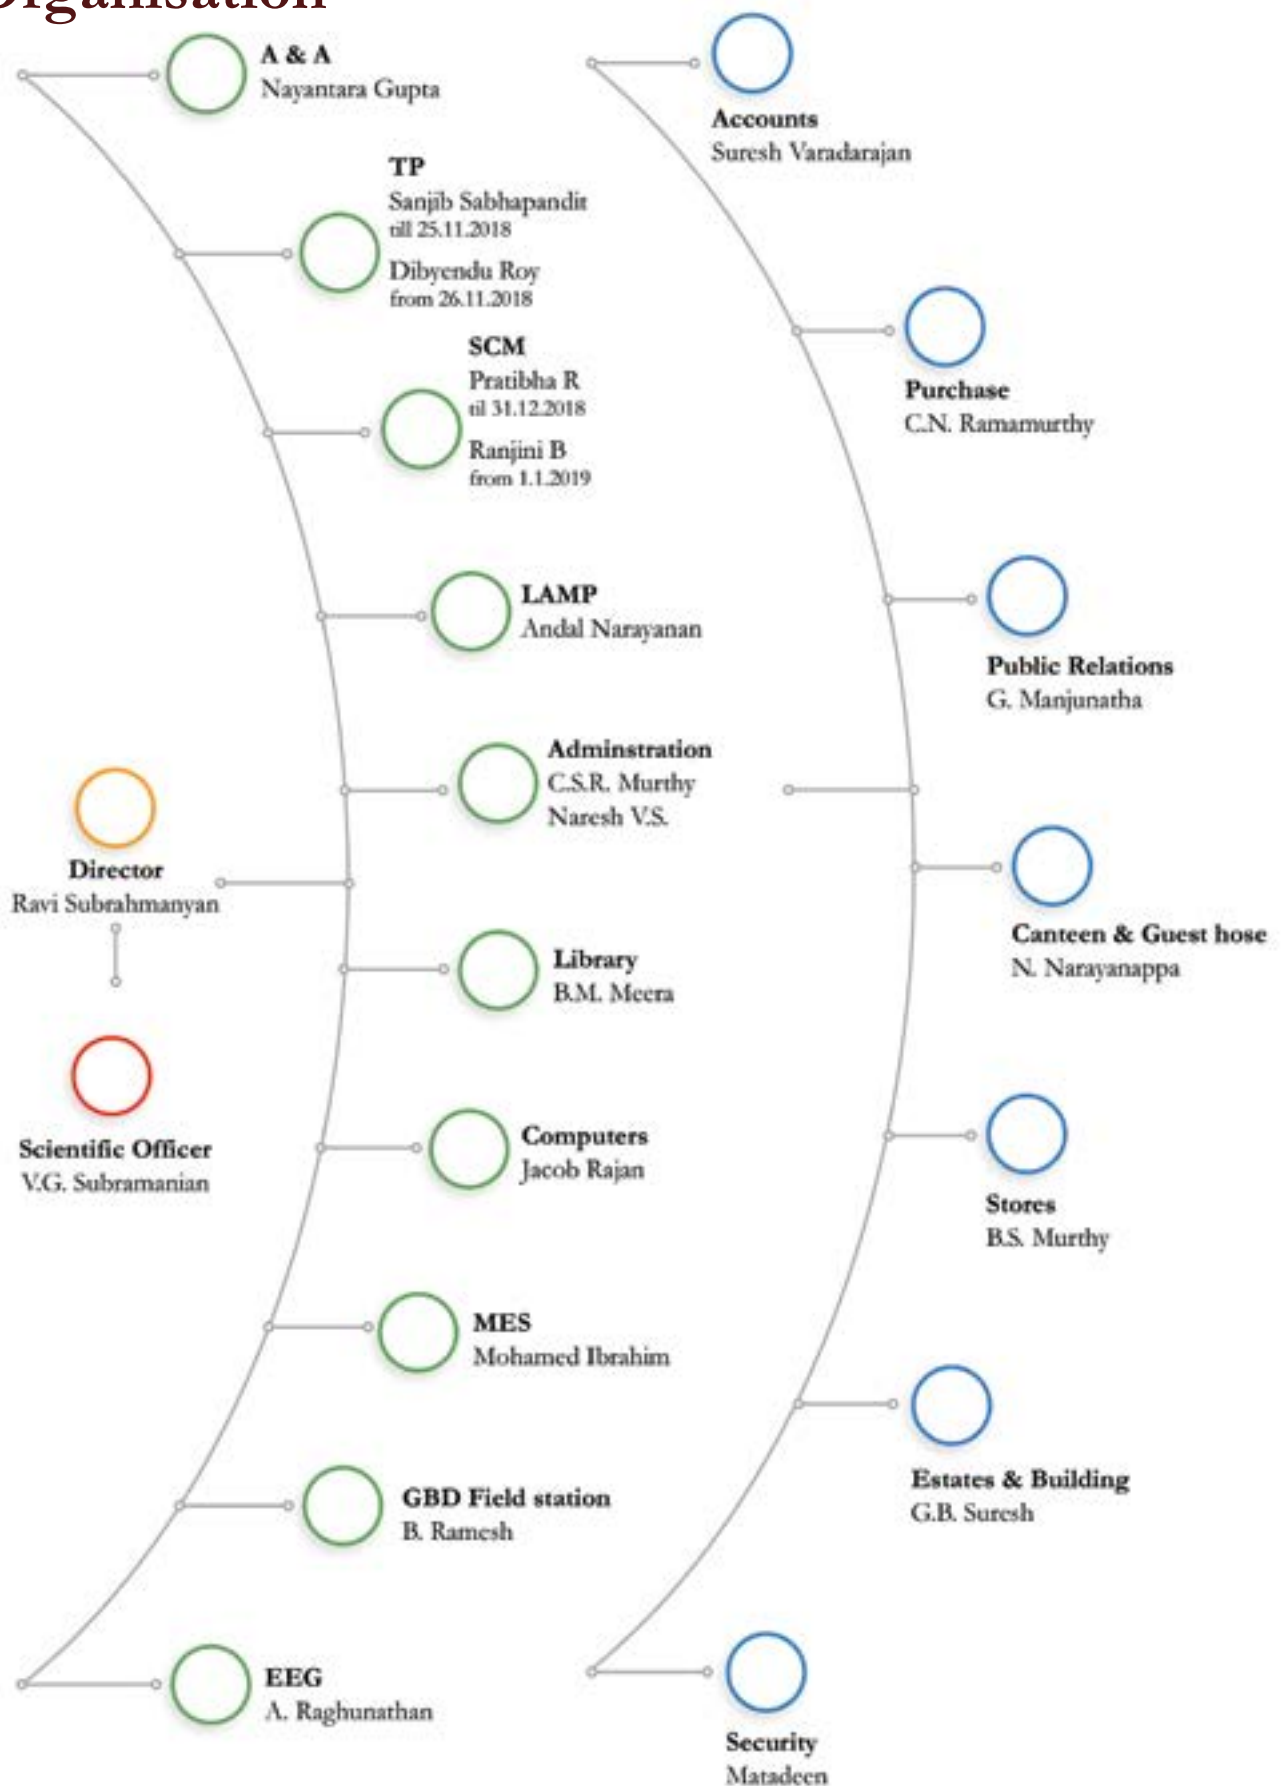 Organisation
A & A
Nayantara Gupta
TP
Sanjib Sabhapandit
till 25.11.2018
Dibyendu Roy
from 26.11.2018
SCM
Pratibha R
til 31.12.2018
Ranjini B
from 1.1.2019
LAMP
Andal Narayanan
Adminstration
C.S.R. Murthy
Naresh V.S.
Director
Ravi Subrahmanyan
Scientific Officer
V.G. Subramanian
Library
B.M. Meera
Computers
Jacob Rajan
MES
Mohamed Ibrahim
GBD Field station
B. Ramesh
EEG
A. Raghunathan
Accounts
Suresh Varadarajan
Purchase
C.N. Ramamurthy
Public Relations
G. Manjunatha
Canteen & Guest hose
N. Narayanappa
Stores
B.S. Murthy
Estates & Building
G.B. Suresh
Security
Matadeen